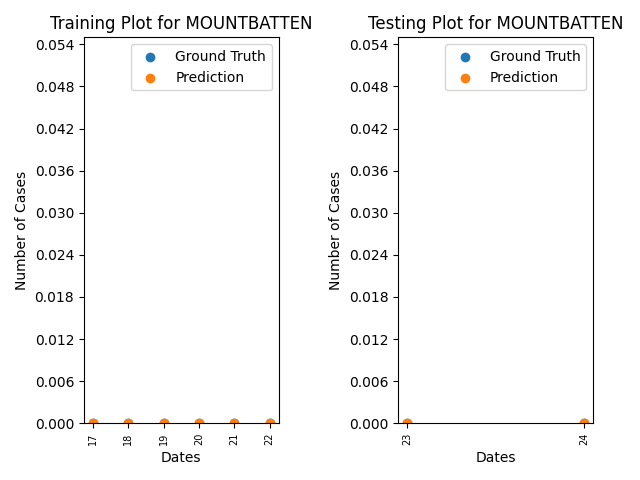 Training Plot for MOUNTBATTEN
Ground Truth
Prediction
Number of Cases
0.054
0.048
0.042
0.036
0.030
0.024
0.018
0.012
0.006
0.000
17
18
19
20
21
22
Dates
Testing Plot for MOUNTBATTEN
Ground Truth
Prediction
Number of Cases
0.054
0.048
0.042
0.036
0.030
0.024
0.018
0.012
0.006
0.000
23
24
Dates